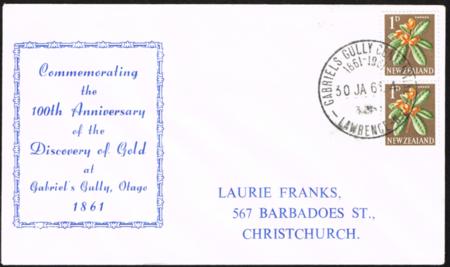 Commemorating
the
100th Anniversary
of the
Discovery of Gold
at
Gabriel's Gully, Otago
1861
1D
NEW ZEALAND
1D
NEW ZEALAND
GABRIELS GULLY
1861-19
30 JA 61
LAWRENCE
LAURIE FRANKS,
567 BARBADOES ST.,
CHRISTCHURCH.